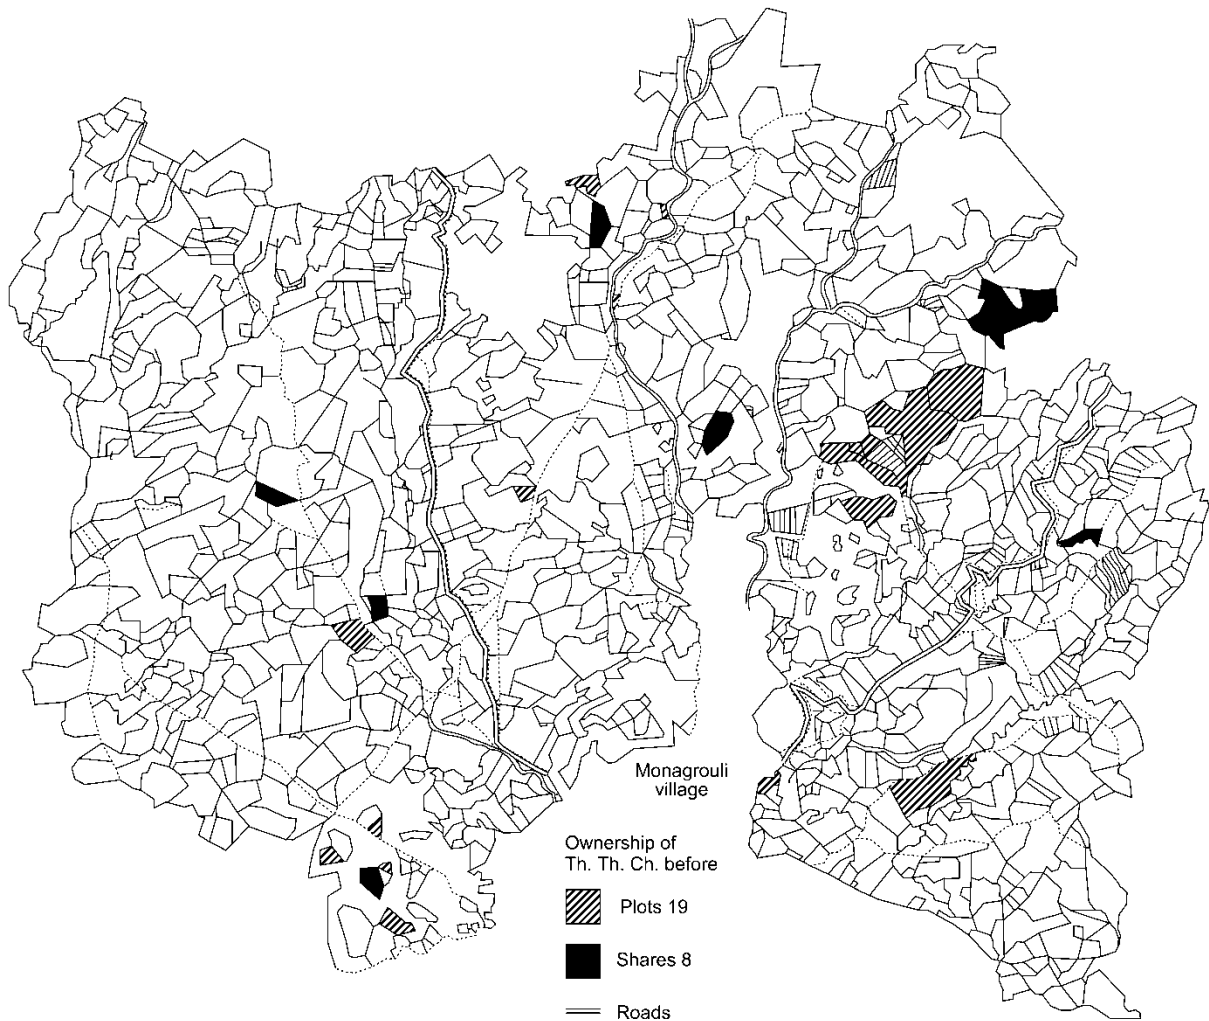 Monagrouli
village
Ownership of
Th. Th. Ch. before
Plots 19
Shares 8
Roads